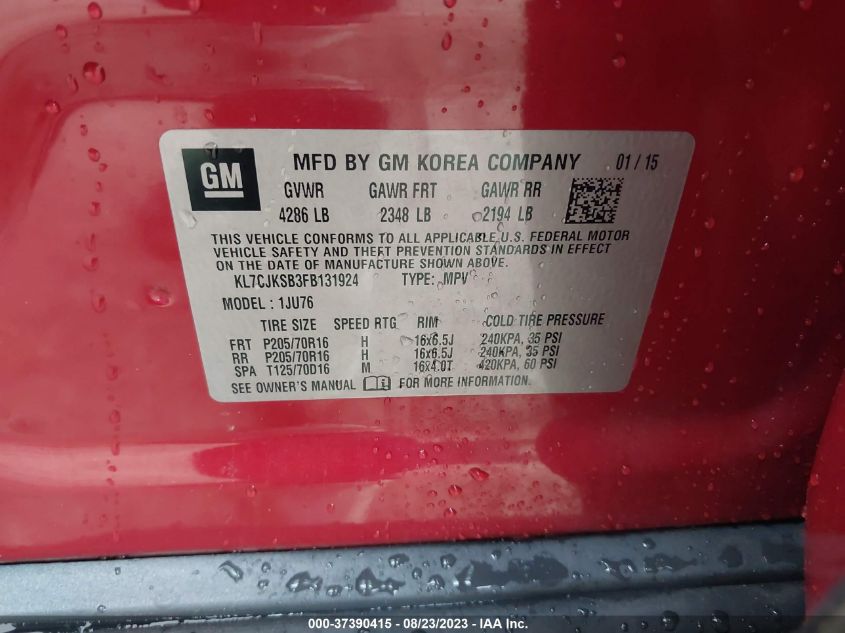 GM MFD BY GM KOREA COMPANY 01 / 15
GVWR GAWR FRT GAWR RR
4286 LB 2348 LB 2194 LB
THIS VEHICLE CONFORMS TO ALL APPLICABLE U.S. FEDERAL MOTOR
VEHICLE SAFETY AND THEFT PREVENTION STANDARDS IN EFFECT
ON THE DATE OF MANUFACTURE SHOWN ABOVE.
KL7CJKSB3FB131924 TYPE: MPV
MODEL : 1JU76
TIRE SIZE SPEED RTG RIM COLD TIRE PRESSURE
FRT P205/70R16 H 16x6.5J 240KPA, 35 PSI
RR P205/70R16 H 16x6.5J 240KPA, 35 PSI
SPA T125/70D16 M 16x4.0T 420KPA, 60 PSI
SEE OWNER'S MANUAL FOR MORE INFORMATION.
000-37390415 - 08/23/2023 - IAA Inc.